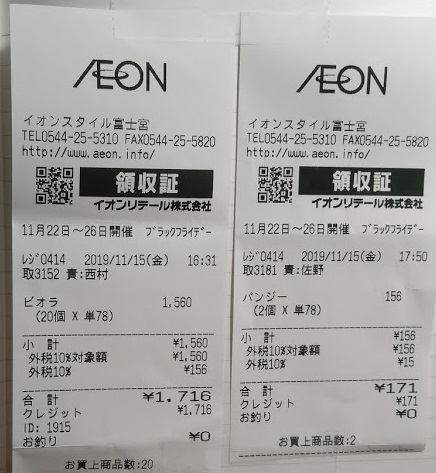 ÆON
イオンスタイル富士宮
TEL0544-25-5310 FAX0544-25-5820
http://www.aeon.info/
領収証
イオンリテール株式会社
11月22日～26日開催 ブラックフライデー
レジ0414 2019/11/15(金) 16:31
取3152 責:西村
ビオラ 1,560
(20個 X 単78)
小 計 ¥1,560
外税10%対象額 ¥1,560
外税10% ¥156
合 計 ¥1,716
クレジット ¥1,716
ID: 1915
お釣り ¥0
お買上商品数:20
ÆON
イオンスタイル富士宮
TEL0544-25-5310 FAX0544-25-5820
http://www.aeon.info/
領収証
イオンリテール株式会社
11月22日～26日開催 ブラックフライデー
レジ0414 2019/11/15(金) 17:50
取3181 責:佐野
パンジー 156
(2個 X 単78)
小 計 ¥156
外税10%対象額 ¥156
外税10% ¥15
合 計 ¥171
クレジット ¥171
お釣り ¥0
お買上商品数:2